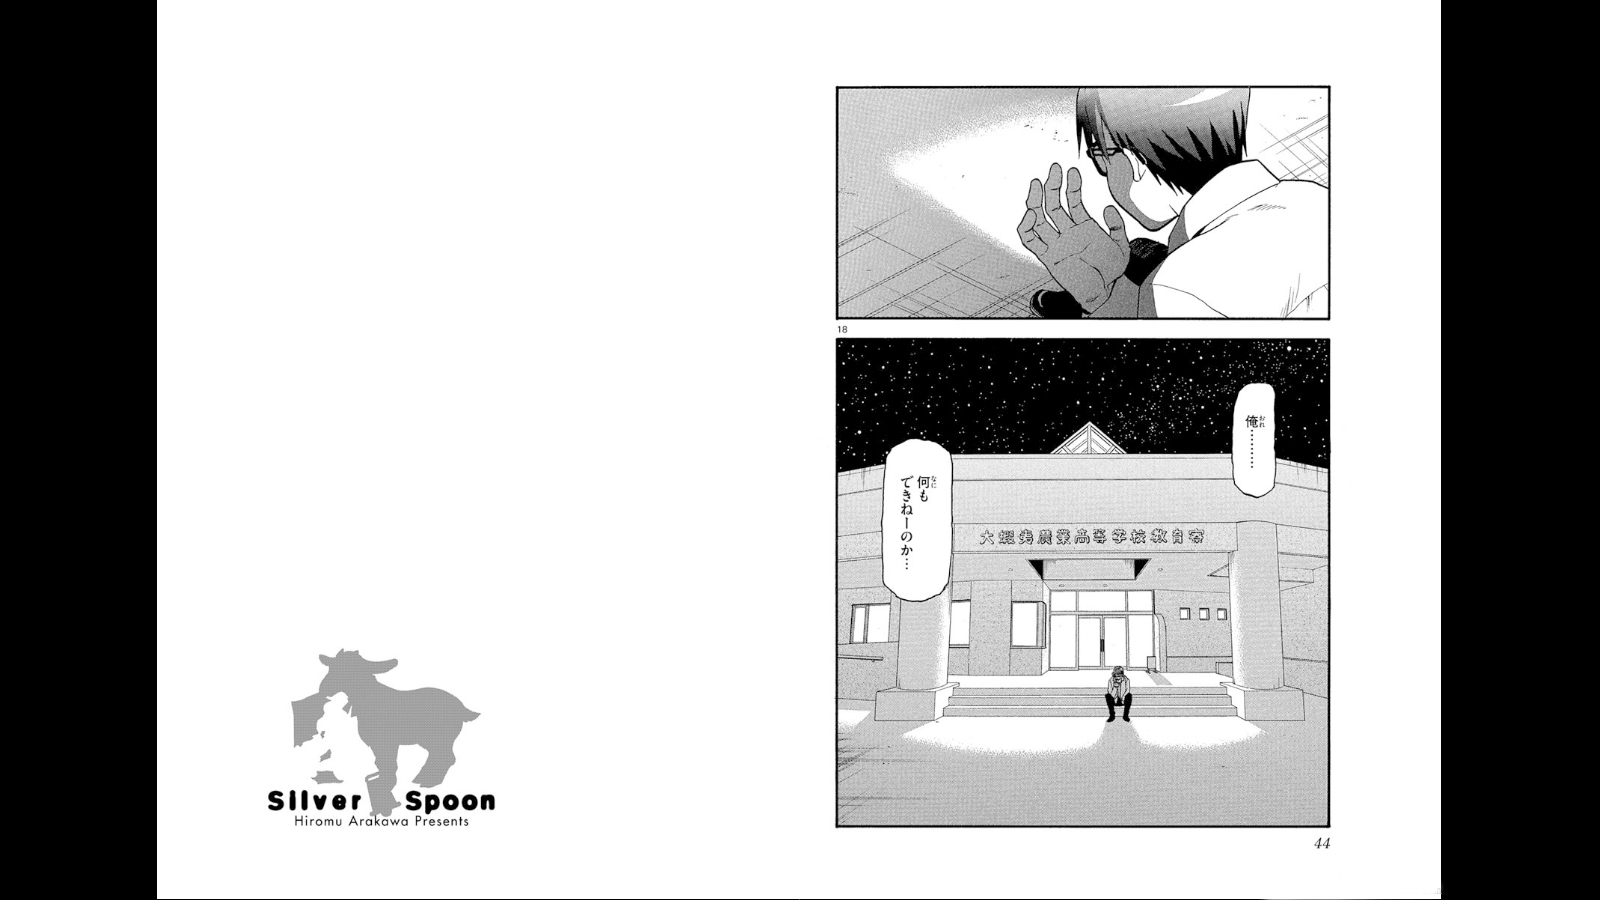 18
俺………
何も
できねーのか…
大蝦夷農業高等学校教育寮
44
Silver Spoon
Hiromu Arakawa Presents